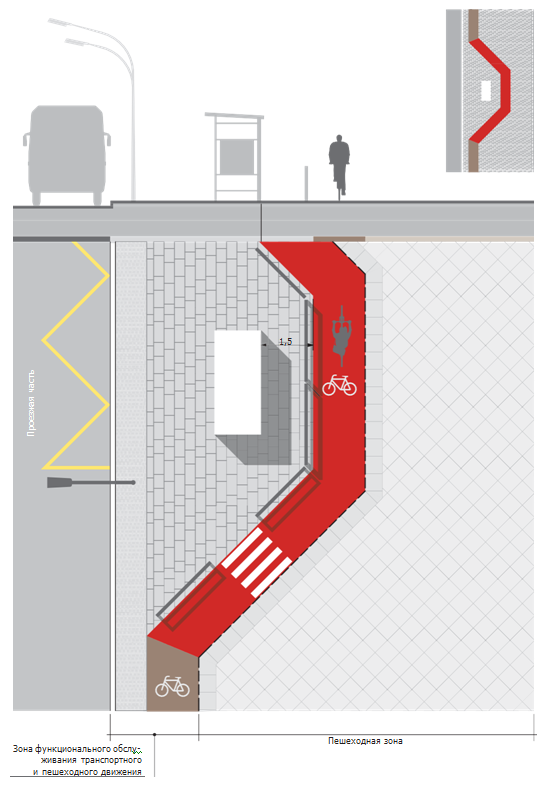 1,5
Проезжая часть
Пешеходная зона
Зона функционального обслу-
живания транспортного
и пешеходного движения